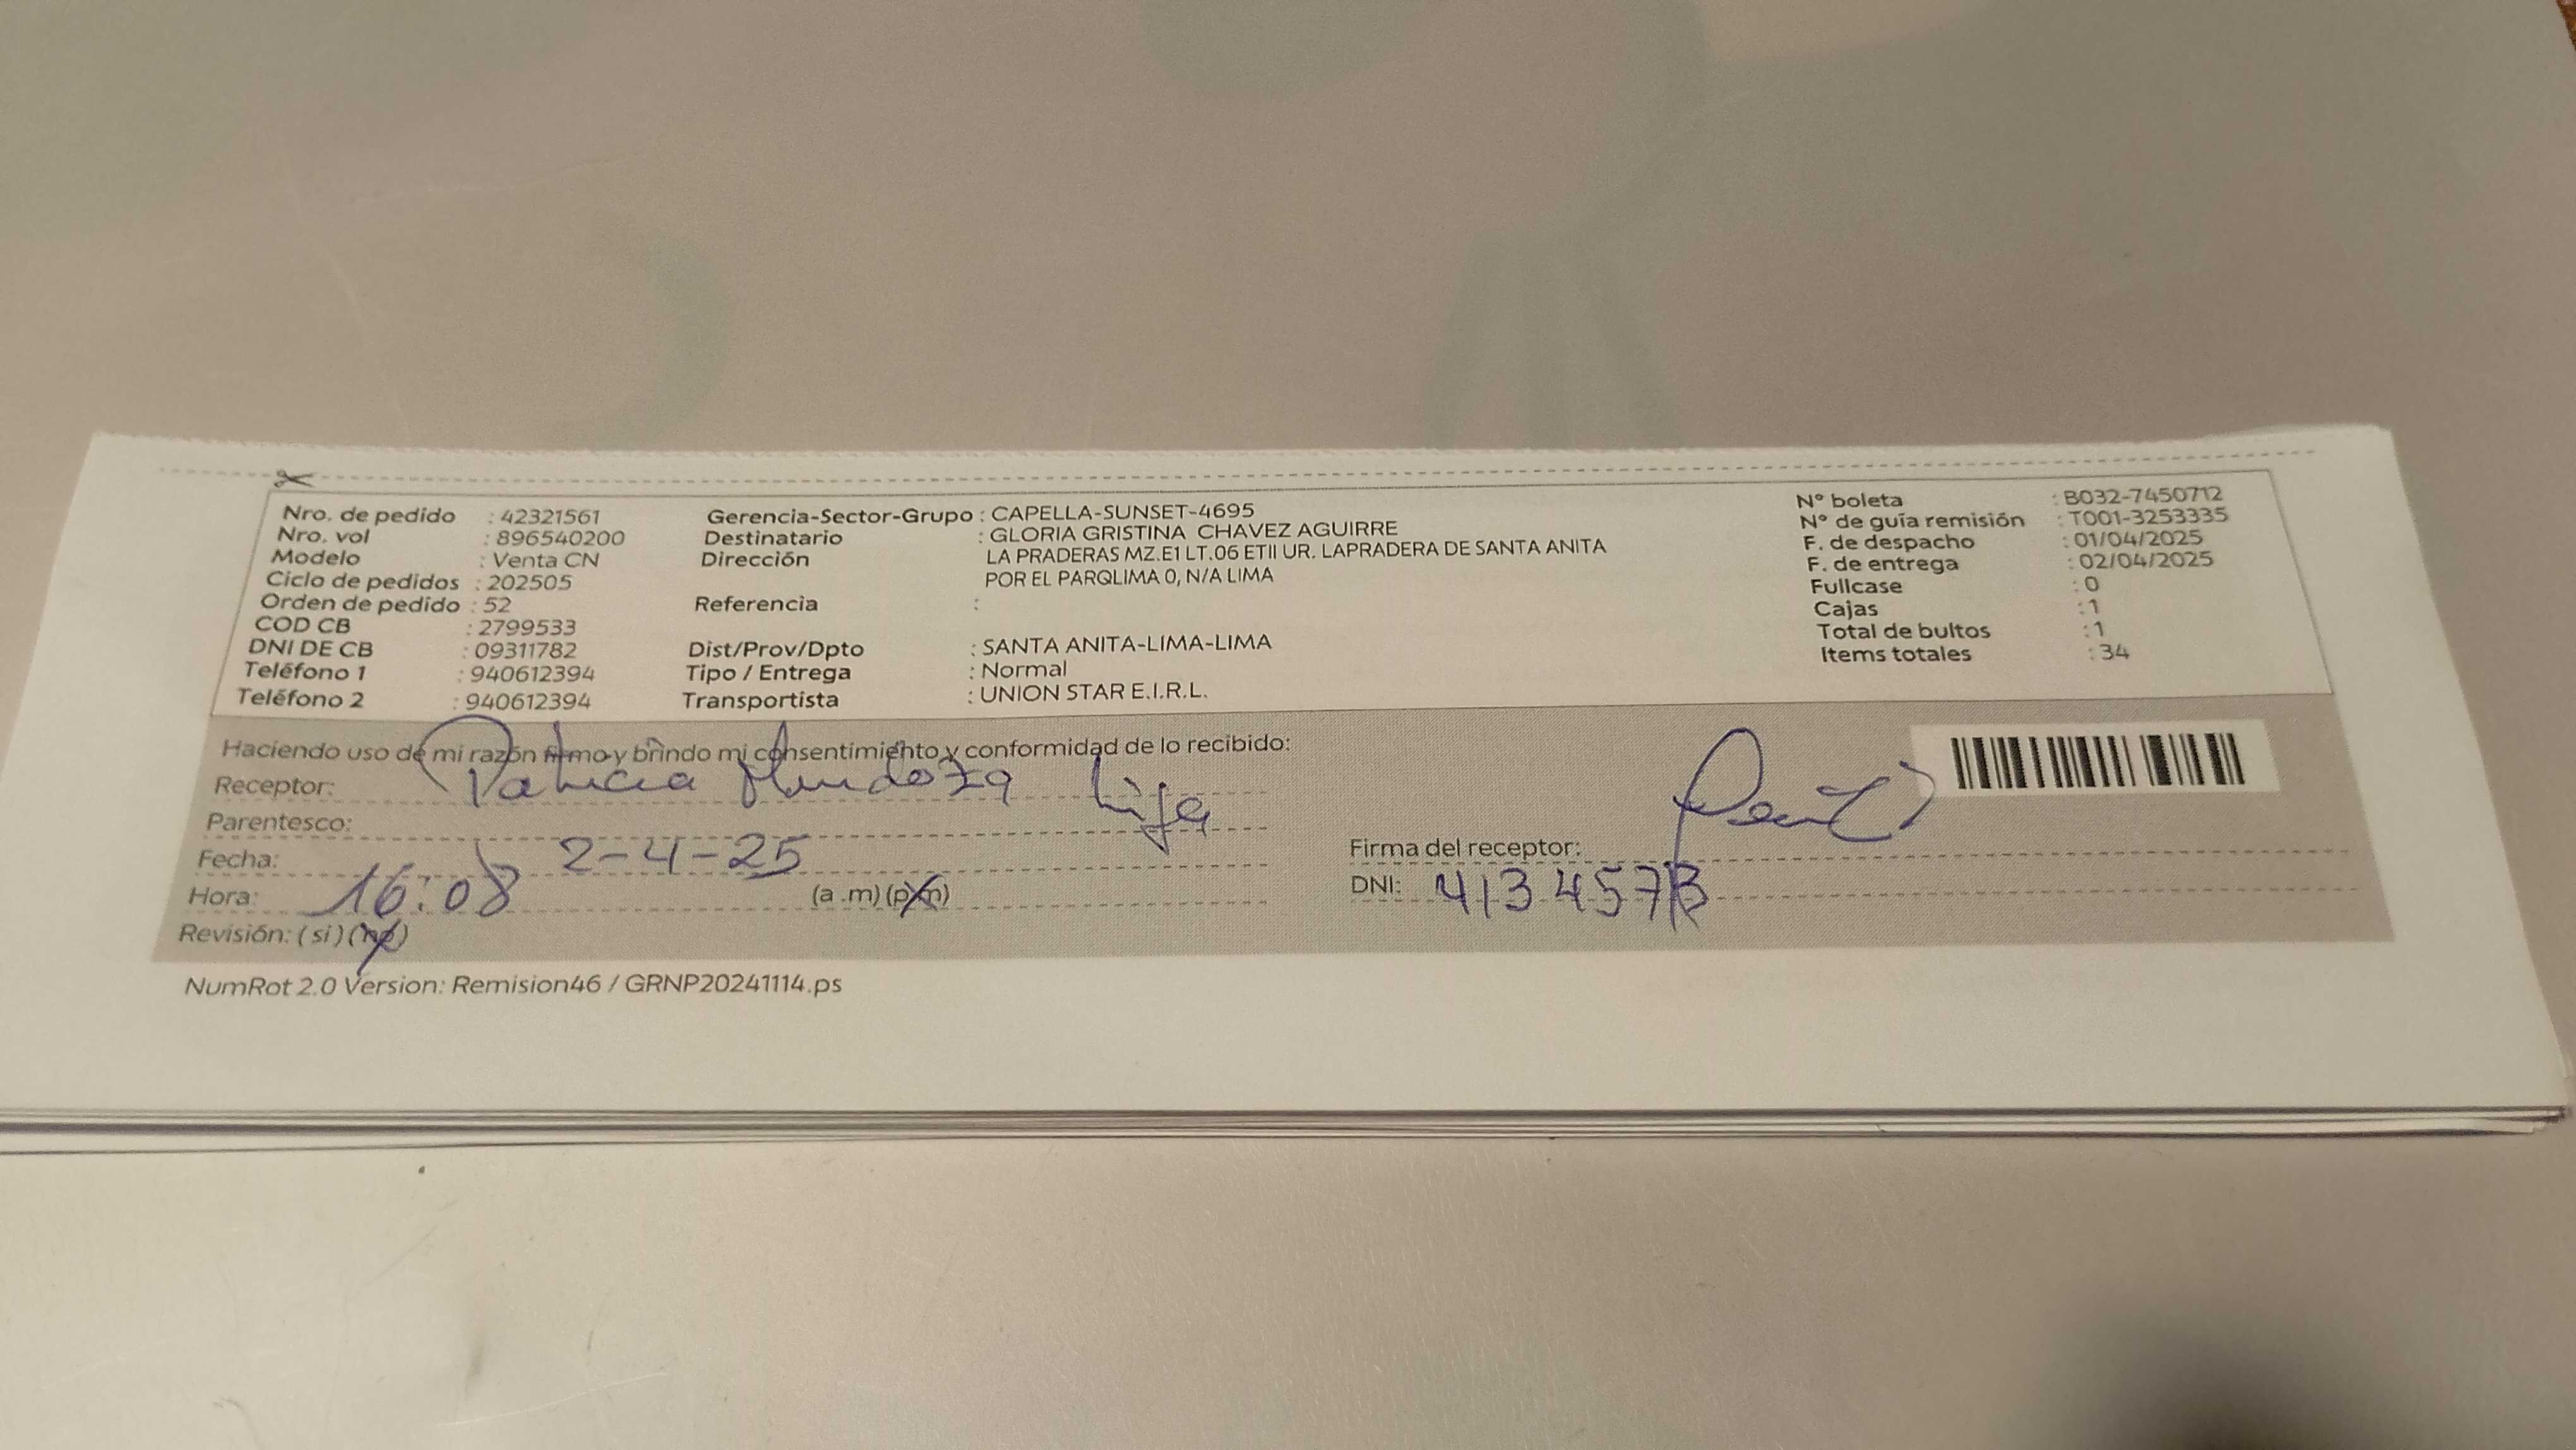 Nro. de pedido : 42321561
Nro. vol : 896540200
Modelo : Venta CN
Ciclo de pedidos : 202505
Orden de pedido : 52
COD CB : 2799533
DNI DE CB : 09311782
Teléfono 1 : 940612394
Teléfono 2 : 940612394
Gerencia-Sector-Grupo : CAPELLA-SUNSET-4695
Destinatario : GLORIA GRISTINA CHAVEZ AGUIRRE
Dirección LA PRADERAS MZ.E1 LT.06 ETII UR. LAPRADERA DE SANTA ANITA
POR EL PARQLIMA 0, N/A LIMA
Referencia :
Dist/Prov/Dpto : SANTA ANITA-LIMA-LIMA
Tipo / Entrega : Normal
Transportista : UNION STAR E.I.R.L.
N° boleta : B032-7450712
N° de guía remisión : T001-3253335
F. de despacho : 01/04/2025
F. de entrega : 02/04/2025
Fullcase : 0
Cajas : 1
Total de bultos : 1
Items totales : 34
Haciendo uso de mi razón firmo y brindo mi consentimiento y conformidad de lo recibido:
Receptor: Patricia Mendoza
Parentesco: hija
Fecha: 2-4-25
Hora: 16:08 (a .m) (p.m)
Revisión: ( si ) ( no )
Firma del receptor:
DNI: 413457
NumRot 2.0 Version: Remision46 / GRNP20241114.ps